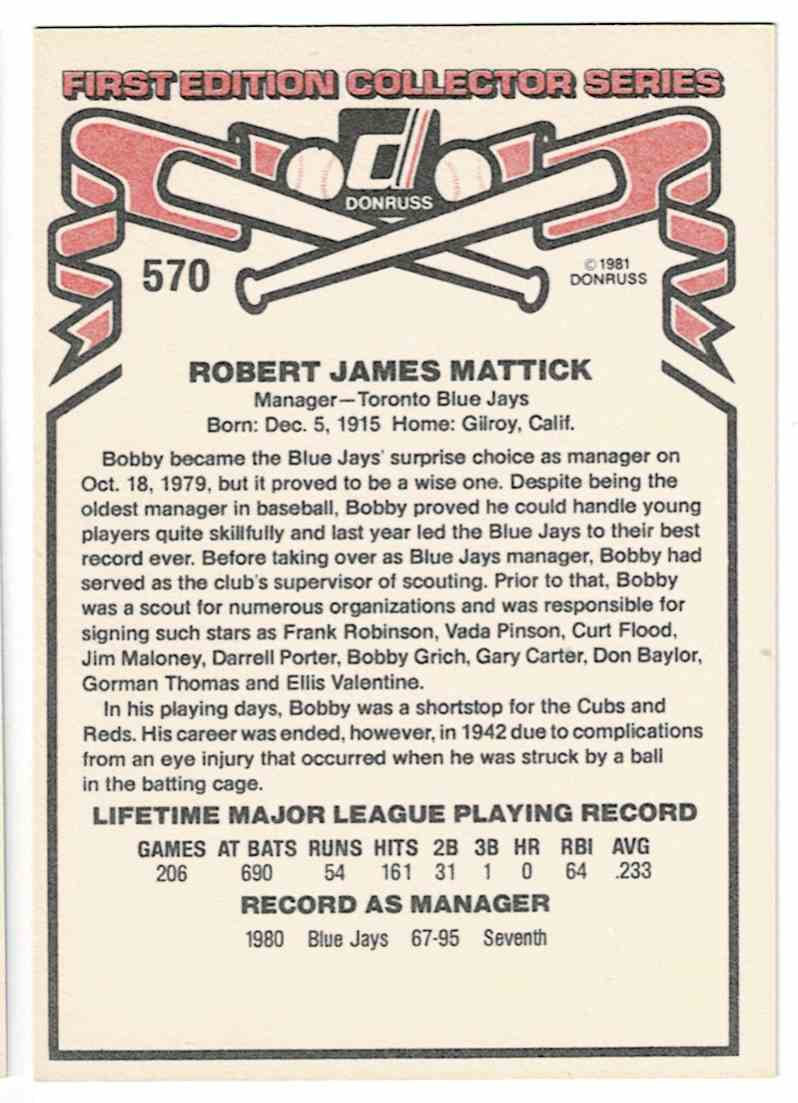 FIRST EDITION COLLECTOR SERIES
d
DONRUSS
570
©1981
DONRUSS
ROBERT JAMES MATTICK
Manager—Toronto Blue Jays
Born: Dec. 5, 1915 Home: Gilroy, Calif.
Bobby became the Blue Jays' surprise choice as manager on
Oct. 18, 1979, but it proved to be a wise one. Despite being the
oldest manager in baseball, Bobby proved he could handle young
players quite skillfully and last year led the Blue Jays to their best
record ever. Before taking over as Blue Jays manager, Bobby had
served as the club's supervisor of scouting. Prior to that, Bobby
was a scout for numerous organizations and was responsible for
signing such stars as Frank Robinson, Vada Pinson, Curt Flood,
Jim Maloney, Darrell Porter, Bobby Grich, Gary Carter, Don Baylor,
Gorman Thomas and Ellis Valentine.
In his playing days, Bobby was a shortstop for the Cubs and
Reds. His career was ended, however, in 1942 due to complications
from an eye injury that occurred when he was struck by a ball
in the batting cage.
LIFETIME MAJOR LEAGUE PLAYING RECORD
GAMES AT BATS RUNS HITS 2B 3B HR RBI AVG
206 690 54 161 31 1 0 64 .233
RECORD AS MANAGER
1980 Blue Jays 67-95 Seventh